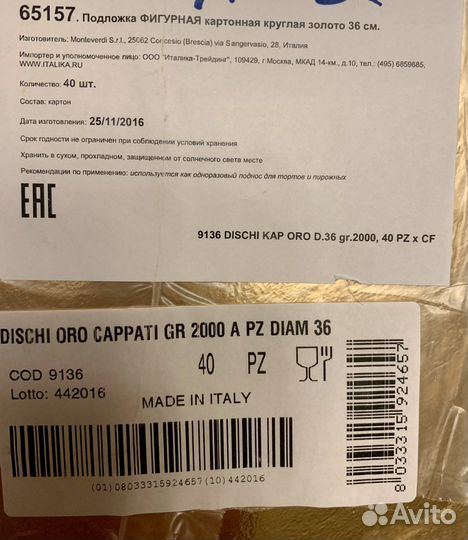 65157. Подложка ФИГУРНАЯ картонная круглая золото 36 см.
Изготовитель: Monteverdi S.r.l., 25062 Concesio (Brescia) via Sangervasio, 28, Италия
Импортер и уполномоченное лицо: ООО "Италика-Трейдинг", 109429, г.Москва, МКАД 14-км., д.10, тел.: (495) 6859685,
WWW.ITALIKA.RU
Количество: 40 шт.
Состав: картон
Дата изготовления: 25/11/2016
Срок годности не ограничен при соблюдении условий хранения
Хранить в сухом, прохладном, защищенном от солнечного света месте
Рекомендации по применению: используется как одноразовый поднос для тортов и пирожных
EAC
9136 DISCHI KAP ORO D.36 gr.2000, 40 PZ x CF
DISCHI ORO CAPPATI GR 2000 A PZ DIAM 36
COD 9136
40 PZ
Lotto: 442016
MADE IN ITALY
(01)08033315924657(10)442016
8033315924657
Avito